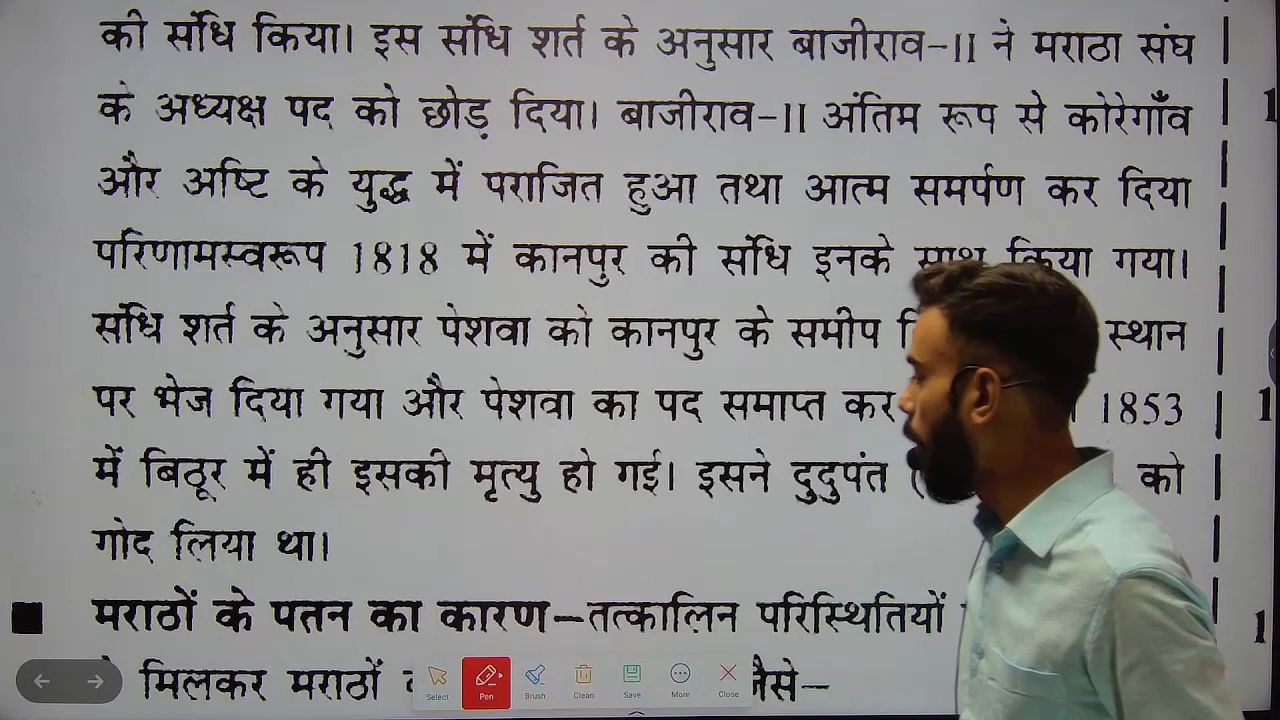 की संधि किया। इस संधि शर्त के अनुसार बाजीराव-II ने मराठा संघ
के अध्यक्ष पद को छोड़ दिया। बाजीराव-II अंतिम रूप से कोरेगाँव
और अष्टि के युद्ध में पराजित हुआ तथा आत्म समर्पण कर दिया
परिणामस्वरूप 1818 में कानपुर की संधि इनके साथ किया गया।
संधि शर्त के अनुसार पेशवा को कानपुर के समीप स्थान
पर भेज दिया गया और पेशवा का पद समाप्त कर 1853
में बिठूर में ही इसकी मृत्यु हो गई। इसने दुदुपंत को
गोद लिया था।
■ मराठों के पतन का कारण–तत्कालिन परिस्थितियों
मिलकर मराठों जैसे–
Select Pen Brush Clean Save More Close